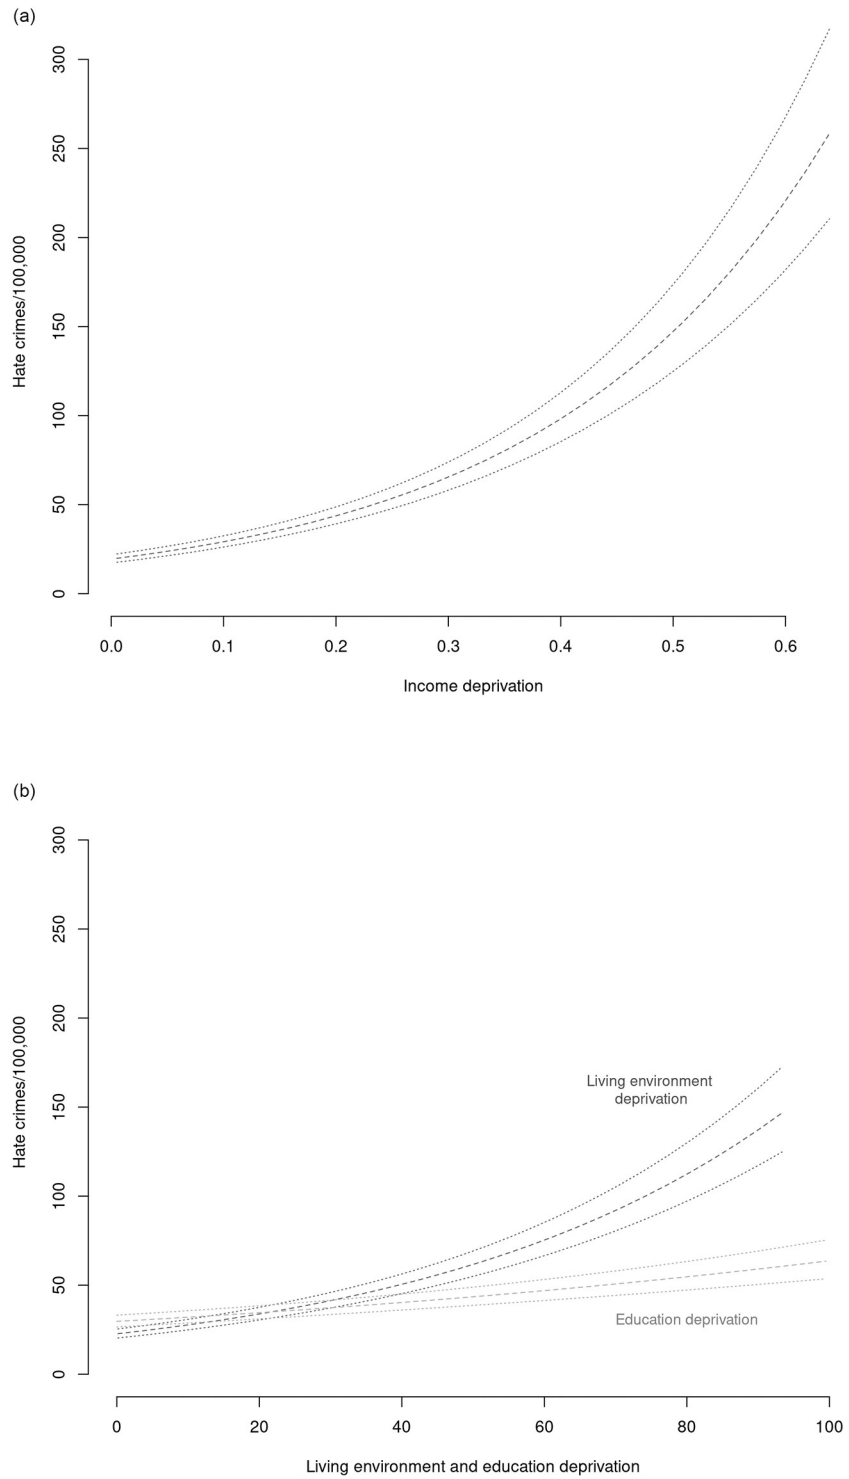 (a)
300
250
200
150
100
50
0
Hate crimes/100,000
0.0 0.1 0.2 0.3 0.4 0.5 0.6
Income deprivation
(b)
300
250
200
150
100
50
0
Hate crimes/100,000
Living environment
deprivation
Education deprivation
0 20 40 60 80 100
Living environment and education deprivation